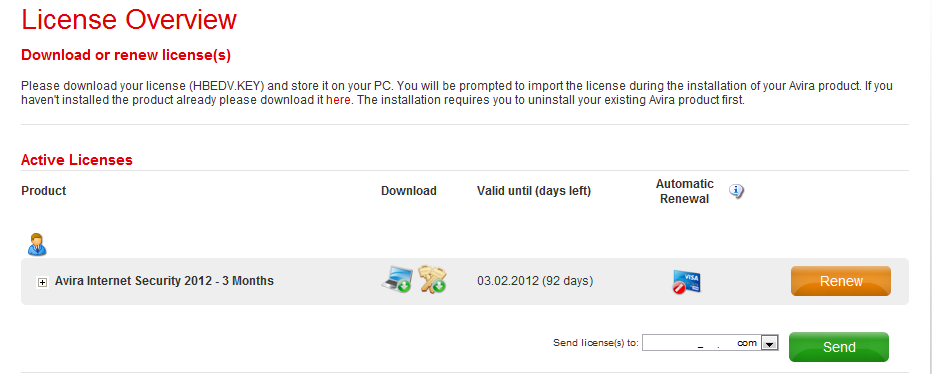 License Overview
Download or renew license(s)
Please download your license (HBEDV.KEY) and store it on your PC. You will be prompted to import the license during the installation of your Avira product. If you
haven't installed the product already please download it here. The installation requires you to uninstall your existing Avira product first.
Active Licenses
Product Download Valid until (days left) Automatic
Renewal
Avira Internet Security 2012 - 3 Months VISA 03.02.2012 (92 days) Renew
Send license(s) to: com Send